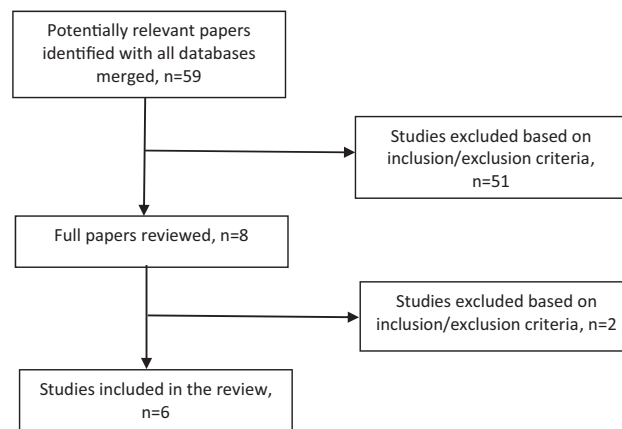 Potentially relevant papers
identified with all databases
merged, n=59
Studies excluded based on
inclusion/exclusion criteria,
n=51
Full papers reviewed, n=8
Studies excluded based on
inclusion/exclusion criteria, n=2
Studies included in the review,
n=6